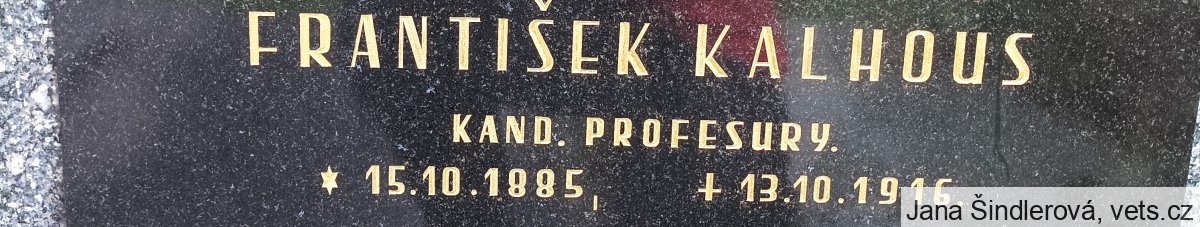 FRANTIŠEK KALHOUS
KAND. PROFESURY.
* 15.10.1885, + 13.10.1916.
Jana Šindlerová, vets.cz